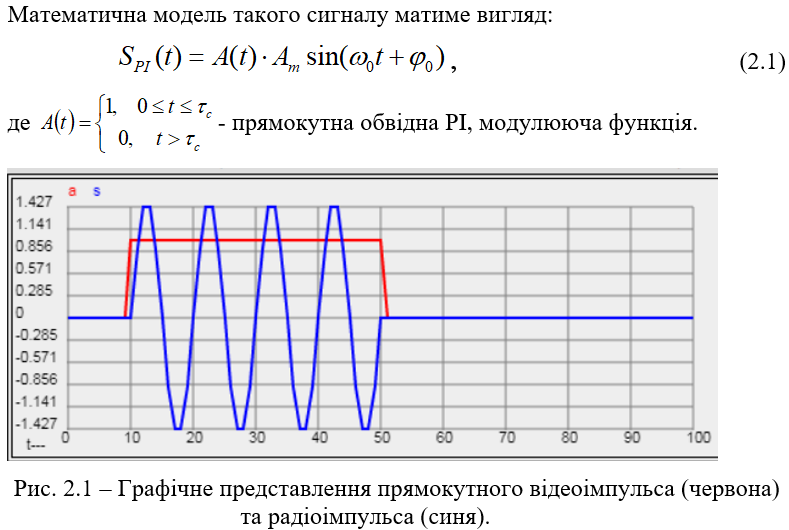 Математична модель такого сигналу матиме вигляд:
S_PI (t) = A(t) · A_m sin(ω_0 t + φ_0) , (2.1)
де A(t) = { 1, 0 ≤ t ≤ τ_c
0, t > τ_c - прямокутна обвідна РІ, модулююча функція.
a s
1.427
1.141
0.856
0.571
0.285
0
-0.285
-0.571
-0.856
-1.141
-1.427
0 10 20 30 40 50 60 70 80 90 100
t---
Рис. 2.1 – Графічне представлення прямокутного відеоімпульса (червона)
та радіоімпульса (синя).